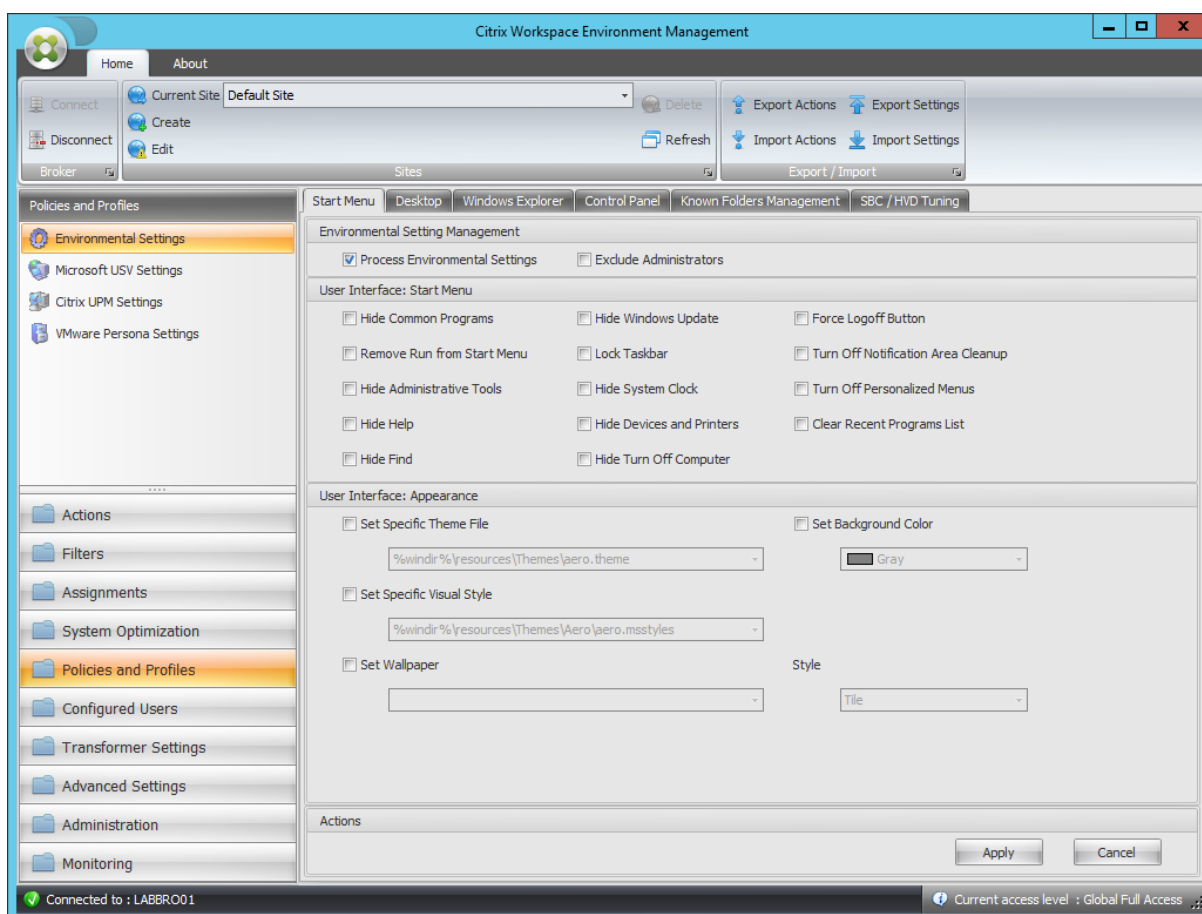 Citrix Workspace Environment Management
Home About
Connect
Disconnect
Broker
Current Site Default Site
Create
Edit
Delete
Refresh
Sites
Export Actions Export Settings
Import Actions Import Settings
Export / Import
Policies and Profiles
Environmental Settings
Microsoft USV Settings
Citrix UPM Settings
VMware Persona Settings
Actions
Filters
Assignments
System Optimization
Policies and Profiles
Configured Users
Transformer Settings
Advanced Settings
Administration
Monitoring
Start Menu Desktop Windows Explorer Control Panel Known Folders Management SBC / HVD Tuning
Environmental Setting Management
Process Environmental Settings Exclude Administrators
User Interface: Start Menu
Hide Common Programs Hide Windows Update Force Logoff Button
Remove Run from Start Menu Lock Taskbar Turn Off Notification Area Cleanup
Hide Administrative Tools Hide System Clock Turn Off Personalized Menus
Hide Help Hide Devices and Printers Clear Recent Programs List
Hide Find Hide Turn Off Computer
User Interface: Appearance
Set Specific Theme File Set Background Color
%windir%\resources\Themes\aero.theme Gray
Set Specific Visual Style
%windir%\resources\Themes\Aero\aero.msstyles
Set Wallpaper Style
Tile
Actions
Apply Cancel
Connected to : LABBRO01 Current access level : Global Full Access